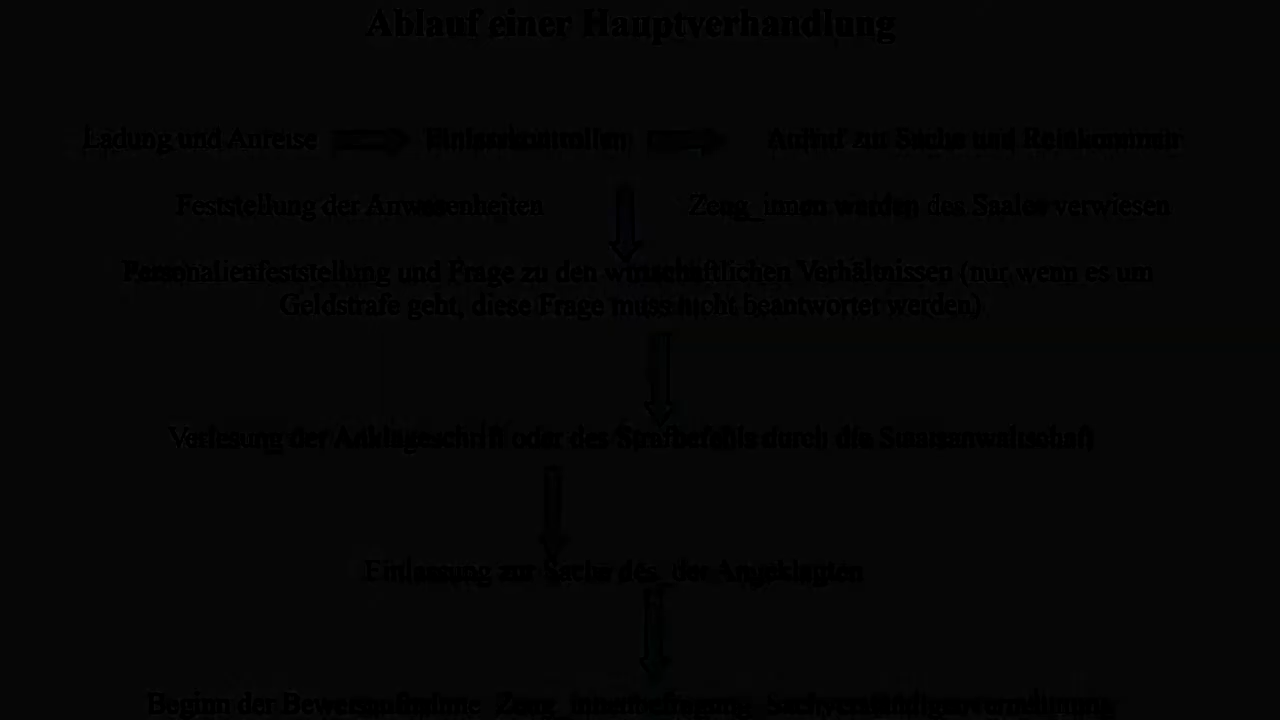 Ablauf einer Hauptverhandlung
Ladung und Anreise Einlasskontrollen Aufruf zur Sache und
Feststellung der Anwesenheiten Zeug_innen werden des Saales verwiesen
Personalienfeststellung und Frage zu den wirtschaftlichen Verhältnissen (nur wenn es um
Geldstrafe geht, diese Frage muss nicht beantwortet werden)
Verlesung der Anklageschrift oder des Strafbefehls durch die Staatsanwaltschaft
Einlassung zur Sache des_der Angeklagten
Beginn der Beweisaufnahme